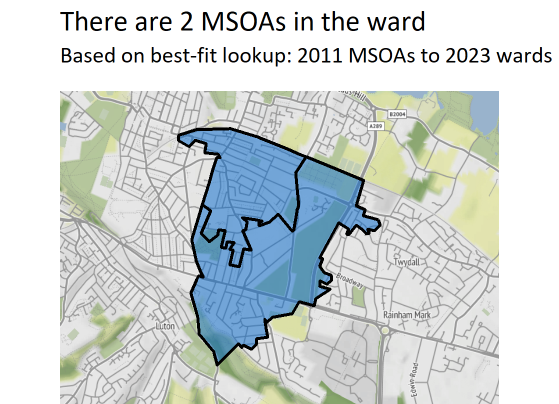 There are 2 MSOAs in the ward
Based on best-fit lookup: 2011 MSOAs to 2023 wards
Hill
B2004
A289
Twydall
Broadway
Rainham Mark
Luton